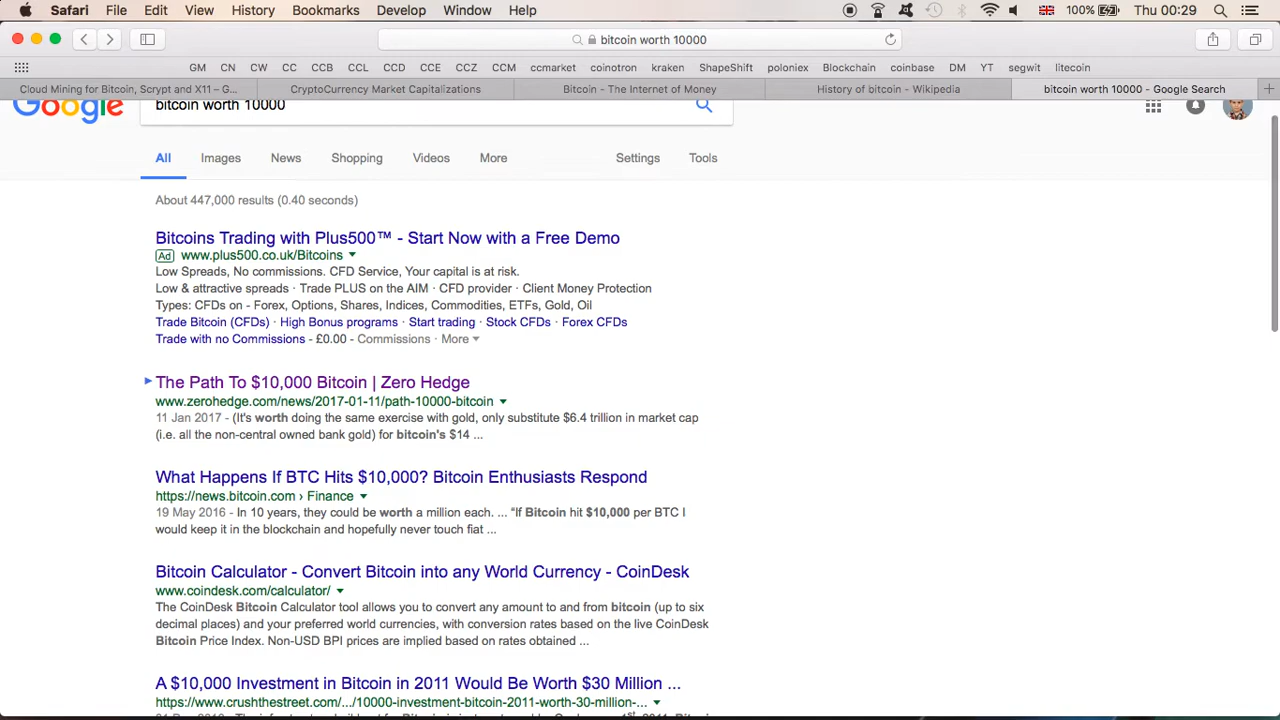 Safari File Edit View History Bookmarks Develop Window Help 100% Thu 00:29
bitcoin worth 10000
GM CN CW CC CCB CCL CCD CCE CCZ CCM ccmarket coinotron kraken ShapeShift poloniex Blockchain coinbase DM YT segwit litecoin
Cloud Mining for Bitcoin, Scrypt and X11 – G... CryptoCurrency Market Capitalizations Bitcoin - The Internet of Money History of bitcoin - Wikipedia bitcoin worth 10000 - Google Search
Google bitcoin worth 10000
All Images News Shopping Videos More Settings Tools
About 447,000 results (0.40 seconds)
Bitcoins Trading with Plus500™ - Start Now with a Free Demo
Ad www.plus500.co.uk/Bitcoins
Low Spreads, No commissions. CFD Service, Your capital is at risk.
Low & attractive spreads · Trade PLUS on the AIM · CFD provider · Client Money Protection
Types: CFDs on - Forex, Options, Shares, Indices, Commodities, ETFs, Gold, Oil
Trade Bitcoin (CFDs) · High Bonus programs · Start trading · Stock CFDs · Forex CFDs
Trade with no Commissions - £0.00 - Commissions · More
The Path To $10,000 Bitcoin | Zero Hedge
www.zerohedge.com/news/2017-01-11/path-10000-bitcoin
11 Jan 2017 - (It's worth doing the same exercise with gold, only substitute $6.4 trillion in market cap
(i.e. all the non-central owned bank gold) for bitcoin's $14 ...
What Happens If BTC Hits $10,000? Bitcoin Enthusiasts Respond
https://news.bitcoin.com › Finance
19 May 2016 - In 10 years, they could be worth a million each. ... “If Bitcoin hit $10,000 per BTC I
would keep it in the blockchain and hopefully never touch fiat ...
Bitcoin Calculator - Convert Bitcoin into any World Currency - CoinDesk
www.coindesk.com/calculator/
The CoinDesk Bitcoin Calculator tool allows you to convert any amount to and from bitcoin (up to six
decimal places) and your preferred world currencies, with conversion rates based on the live CoinDesk
Bitcoin Price Index. Non-USD BPI prices are implied based on rates obtained ...
A $10,000 Investment in Bitcoin in 2011 Would Be Worth $30 Million ...
https://www.crushthestreet.com/.../10000-investment-bitcoin-2011-worth-30-million-...